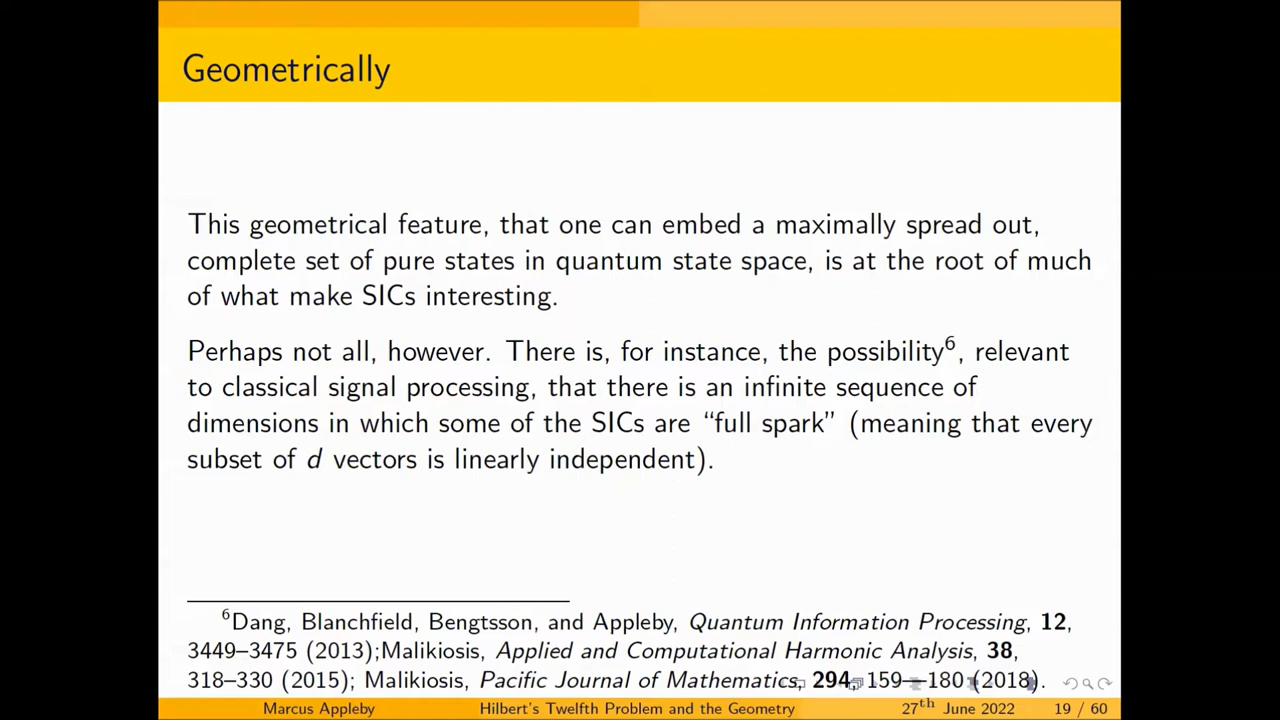 Geometrically
This geometrical feature, that one can embed a maximally spread out,
complete set of pure states in quantum state space, is at the root of much
of what make SICs interesting.
Perhaps not all, however. There is, for instance, the possibility⁶, relevant
to classical signal processing, that there is an infinite sequence of
dimensions in which some of the SICs are “full spark” (meaning that every
subset of d vectors is linearly independent).
⁶Dang, Blanchfield, Bengtsson, and Appleby, Quantum Information Processing, 12,
3449–3475 (2013);Malikiosis, Applied and Computational Harmonic Analysis, 38,
318–330 (2015); Malikiosis, Pacific Journal of Mathematics, 294, 159—180 (2018).
Marcus Appleby Hilbert's Twelfth Problem and the Geometry 27th June 2022 19 / 60